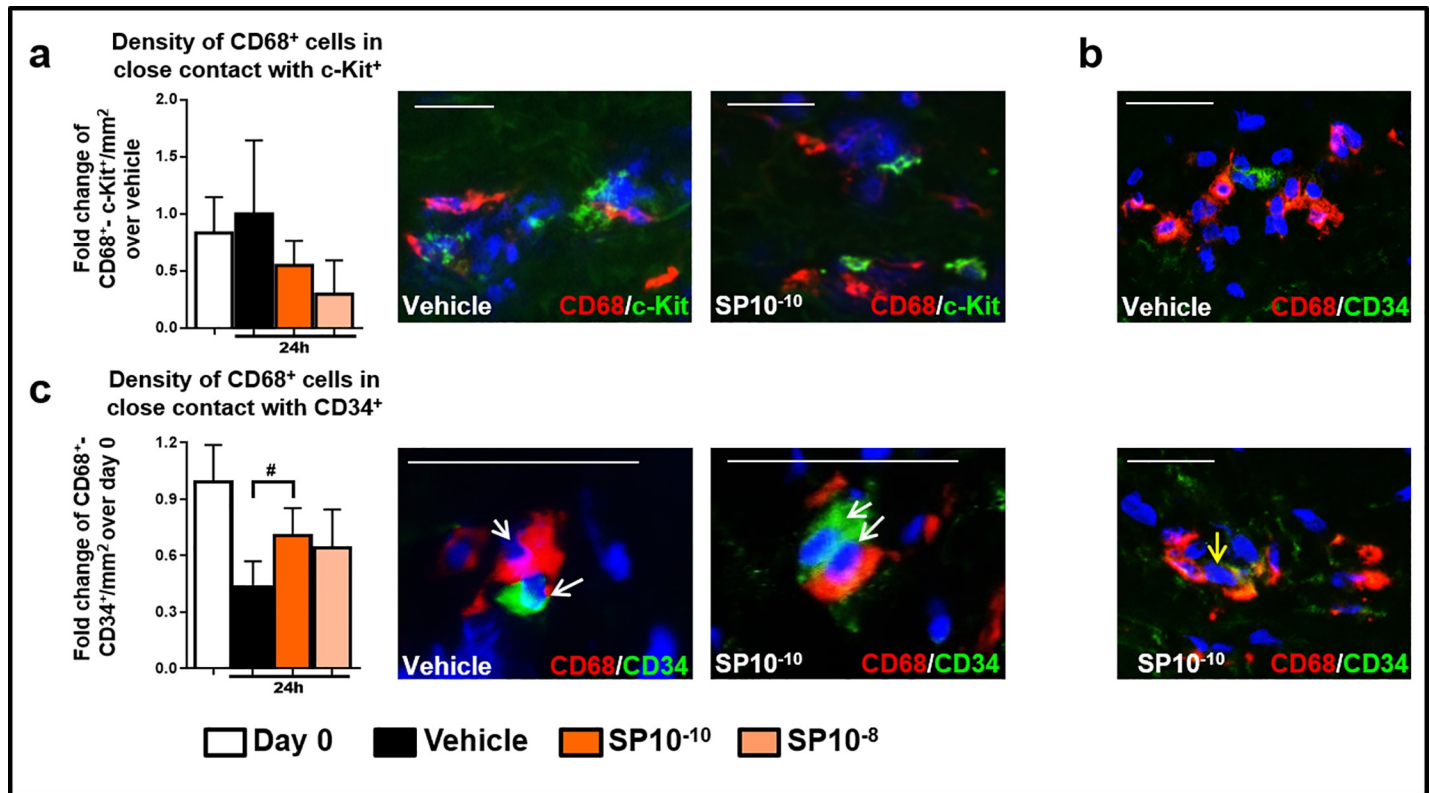 a
Density of CD68⁺ cells in
close contact with c-Kit⁺
Fold change of
CD68⁺- c-Kit⁺/mm²
over vehicle
2.0
1.5
1.0
0.5
0.0
24h
Vehicle
CD68/c-Kit
SP10⁻¹⁰
CD68/c-Kit
b
Vehicle
CD68/CD34
c
Density of CD68⁺ cells in
close contact with CD34⁺
Fold change of CD68⁺-
CD34⁺/mm² over day 0
1.2
0.9
0.6
0.3
0.0
#
24h
Vehicle
CD68/CD34
SP10⁻¹⁰
CD68/CD34
SP10⁻¹⁰
CD68/CD34
Day 0
Vehicle
SP10⁻¹⁰
SP10⁻⁸